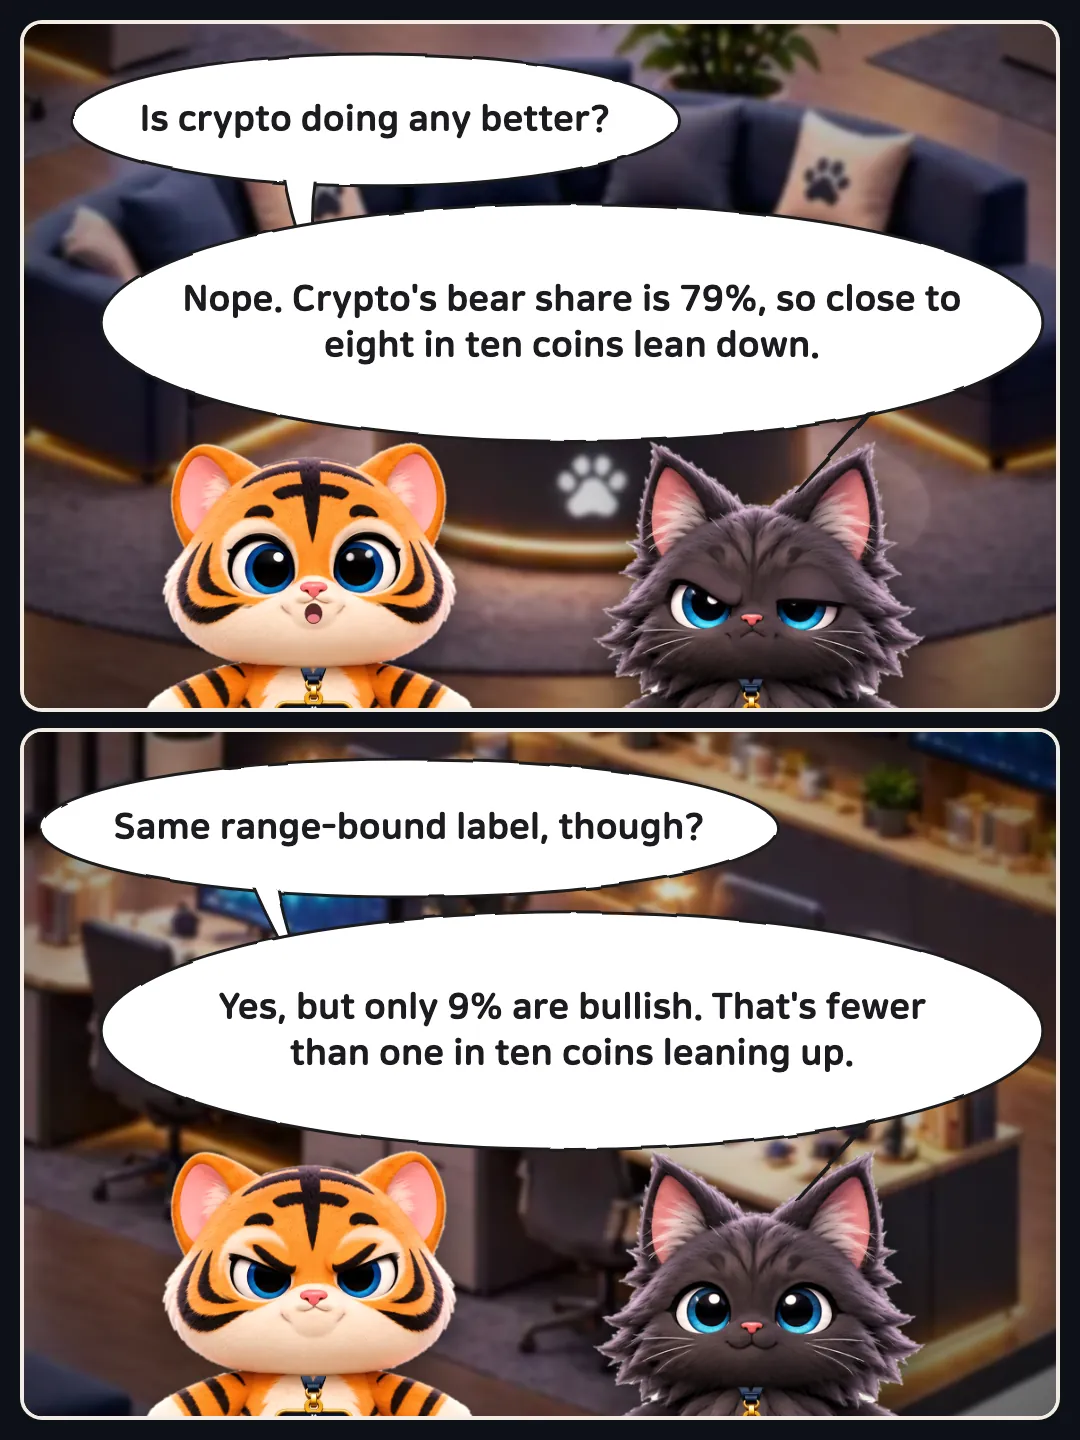 Is crypto doing any better?
Nope. Crypto's bear share is 79%, so close to
eight in ten coins lean down.
Same range-bound label, though?
Yes, but only 9% are bullish. That's fewer
than one in ten coins leaning up.